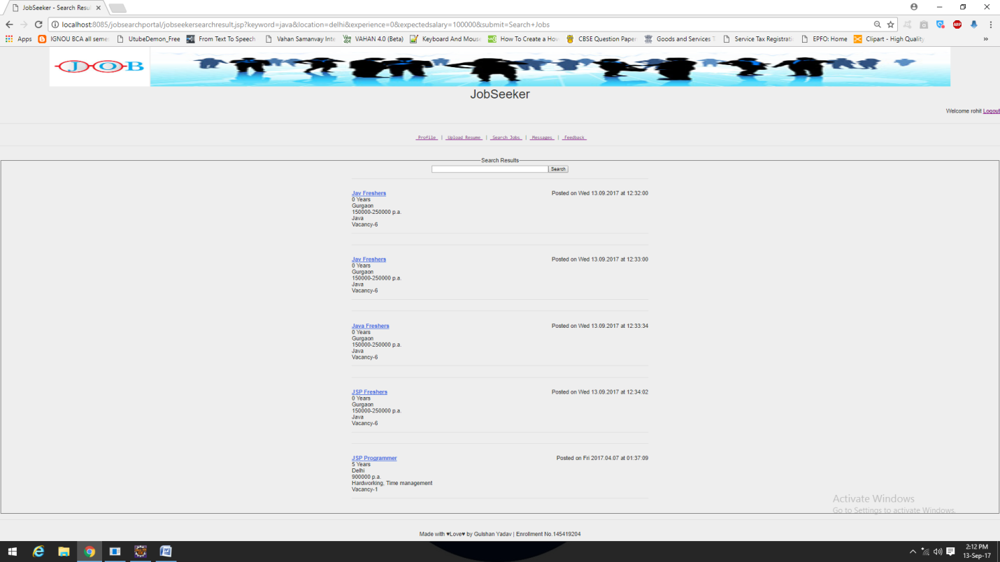 JobSeeker - Search Resu
localhost:8085/jobsearchportal/jobseekersearchresult.jsp?keyword=java&location=delhi&experience=0&expectedsalary=100000&submit=Search+Jobs
Apps IGNOU BCA all semes UtubeDemon_Free From Text To Speech Vahan Samanvay Inte VAHAN 4.0 (Beta) Keyboard And Mouse How To Create a How CBSE Question Paper Goods and Services T Service Tax Registrati EPFO: Home Clipart - High Quality »
JOB
JobSeeker
Welcome rohit Logout
Profile | Upload Resume | Search Jobs | Messages | Feedback
Search Results
Search
Jav Freshers Posted on Wed 13.09.2017 at 12:32:00
0 Years
Gurgaon
150000-250000 p.a.
Java
Vacancy-6
Jav Freshers Posted on Wed 13.09.2017 at 12:33:00
0 Years
Gurgaon
150000-250000 p.a.
Java
Vacancy-6
Java Freshers Posted on Wed 13.09.2017 at 12:33:34
0 Years
Gurgaon
150000-250000 p.a.
Java
Vacancy-6
JSP Freshers Posted on Wed 13.09.2017 at 12:34:02
0 Years
Gurgaon
150000-250000 p.a.
Java
Vacancy-6
JSP Programmer Posted on Fri 2017.04.07 at 01:37:09
5 Years
Delhi
900000 p.a.
Hardworking, Time management
Vacancy-1
Activate Windows
Go to Settings to activate Windows.
Made with ♥Love♥ by Gulshan Yadav | Enrollment No.145419204
2:12 PM
13-Sep-17